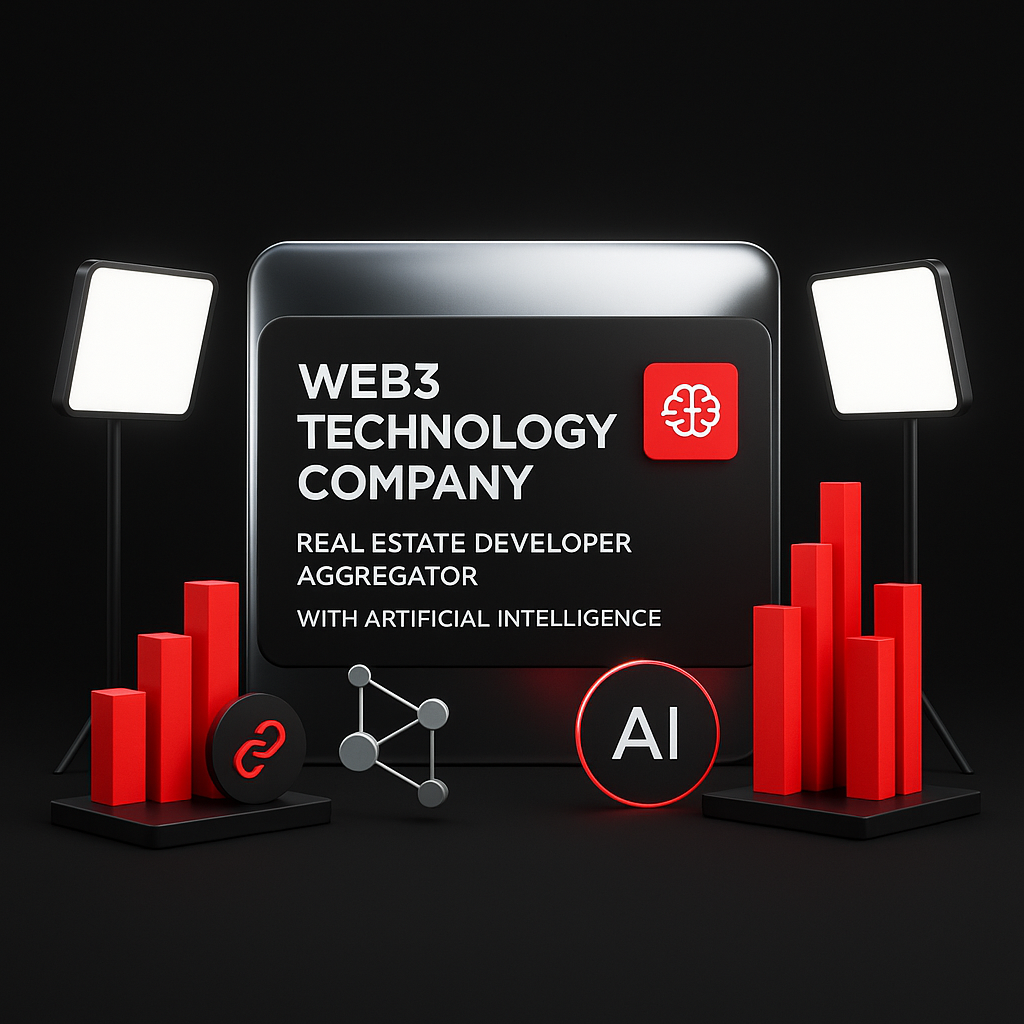 WEB3
TECHNOLOGY
COMPANY
REAL ESTATE DEVELOPER
AGGREGATOR
WITH ARTIFICIAL INTELLIGENCE
AI